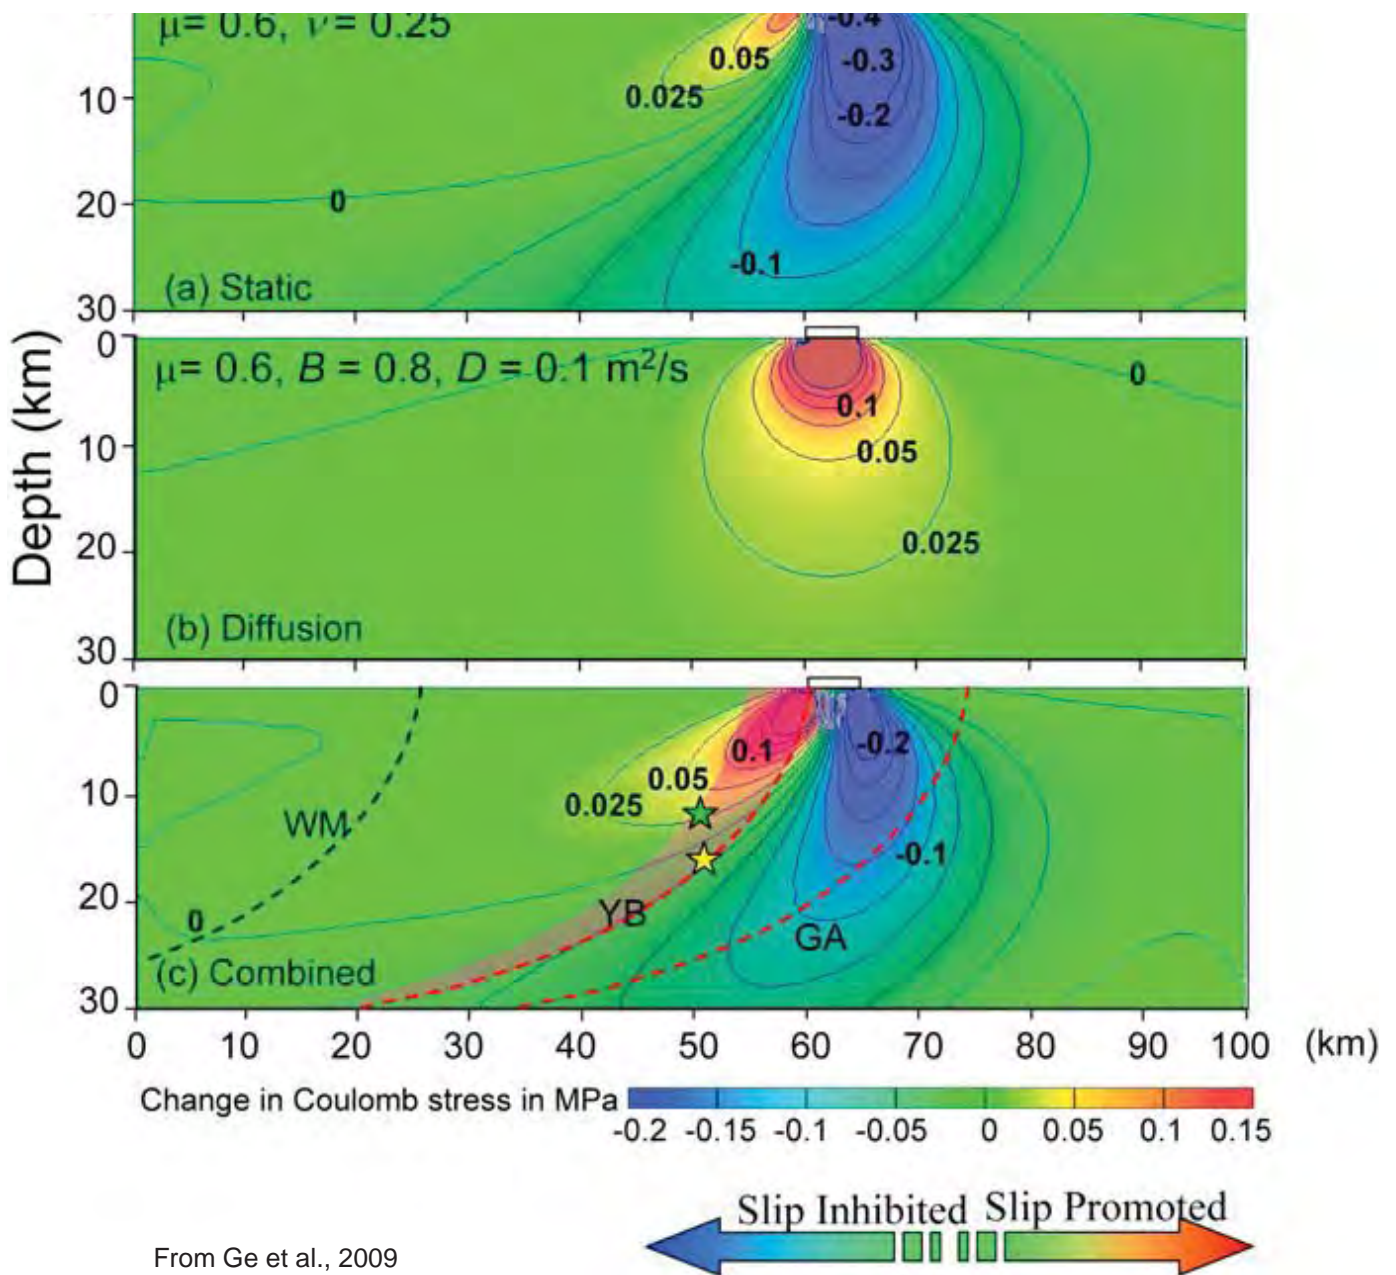 μ= 0.6, ν= 0.25
-0.4
0.05
-0.3
0.025
-0.2
10
0
20
-0.1
(a) Static
30
Depth (km)
0
μ= 0.6, B = 0.8, D = 0.1 m²/s
0
0.1
10
0.05
20
0.025
(b) Diffusion
30
0
0.1
-0.2
0.05
10
0.025
WM
-0.1
20
0
YB
GA
(c) Combined
30
0 10 20 30 40 50 60 70 80 90 100 (km)
Change in Coulomb stress in MPa
-0.2 -0.15 -0.1 -0.05 0 0.05 0.1 0.15
Slip Inhibited Slip Promoted
From Ge et al., 2009